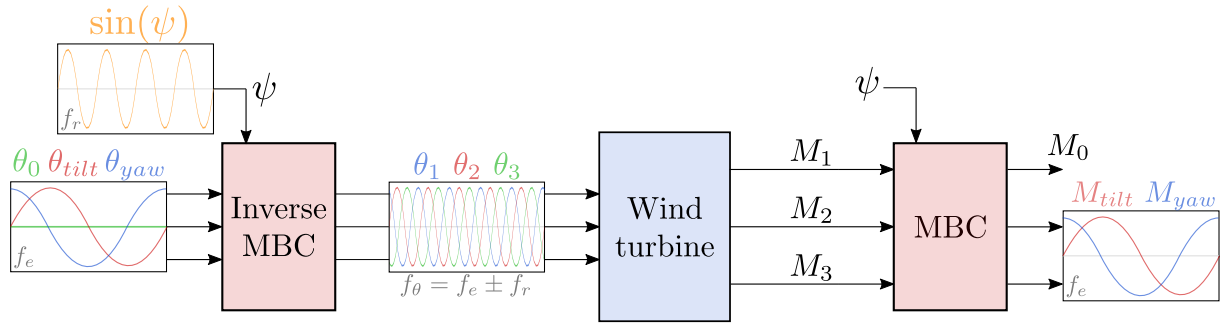 sin(ψ)
f_r
ψ
θ_0 θ_tilt θ_yaw
f_e
Inverse
MBC
θ_1 θ_2 θ_3
f_θ = f_e ± f_r
Wind
turbine
M_1
M_2
M_3
ψ
MBC
M_0
M_tilt M_yaw
f_e